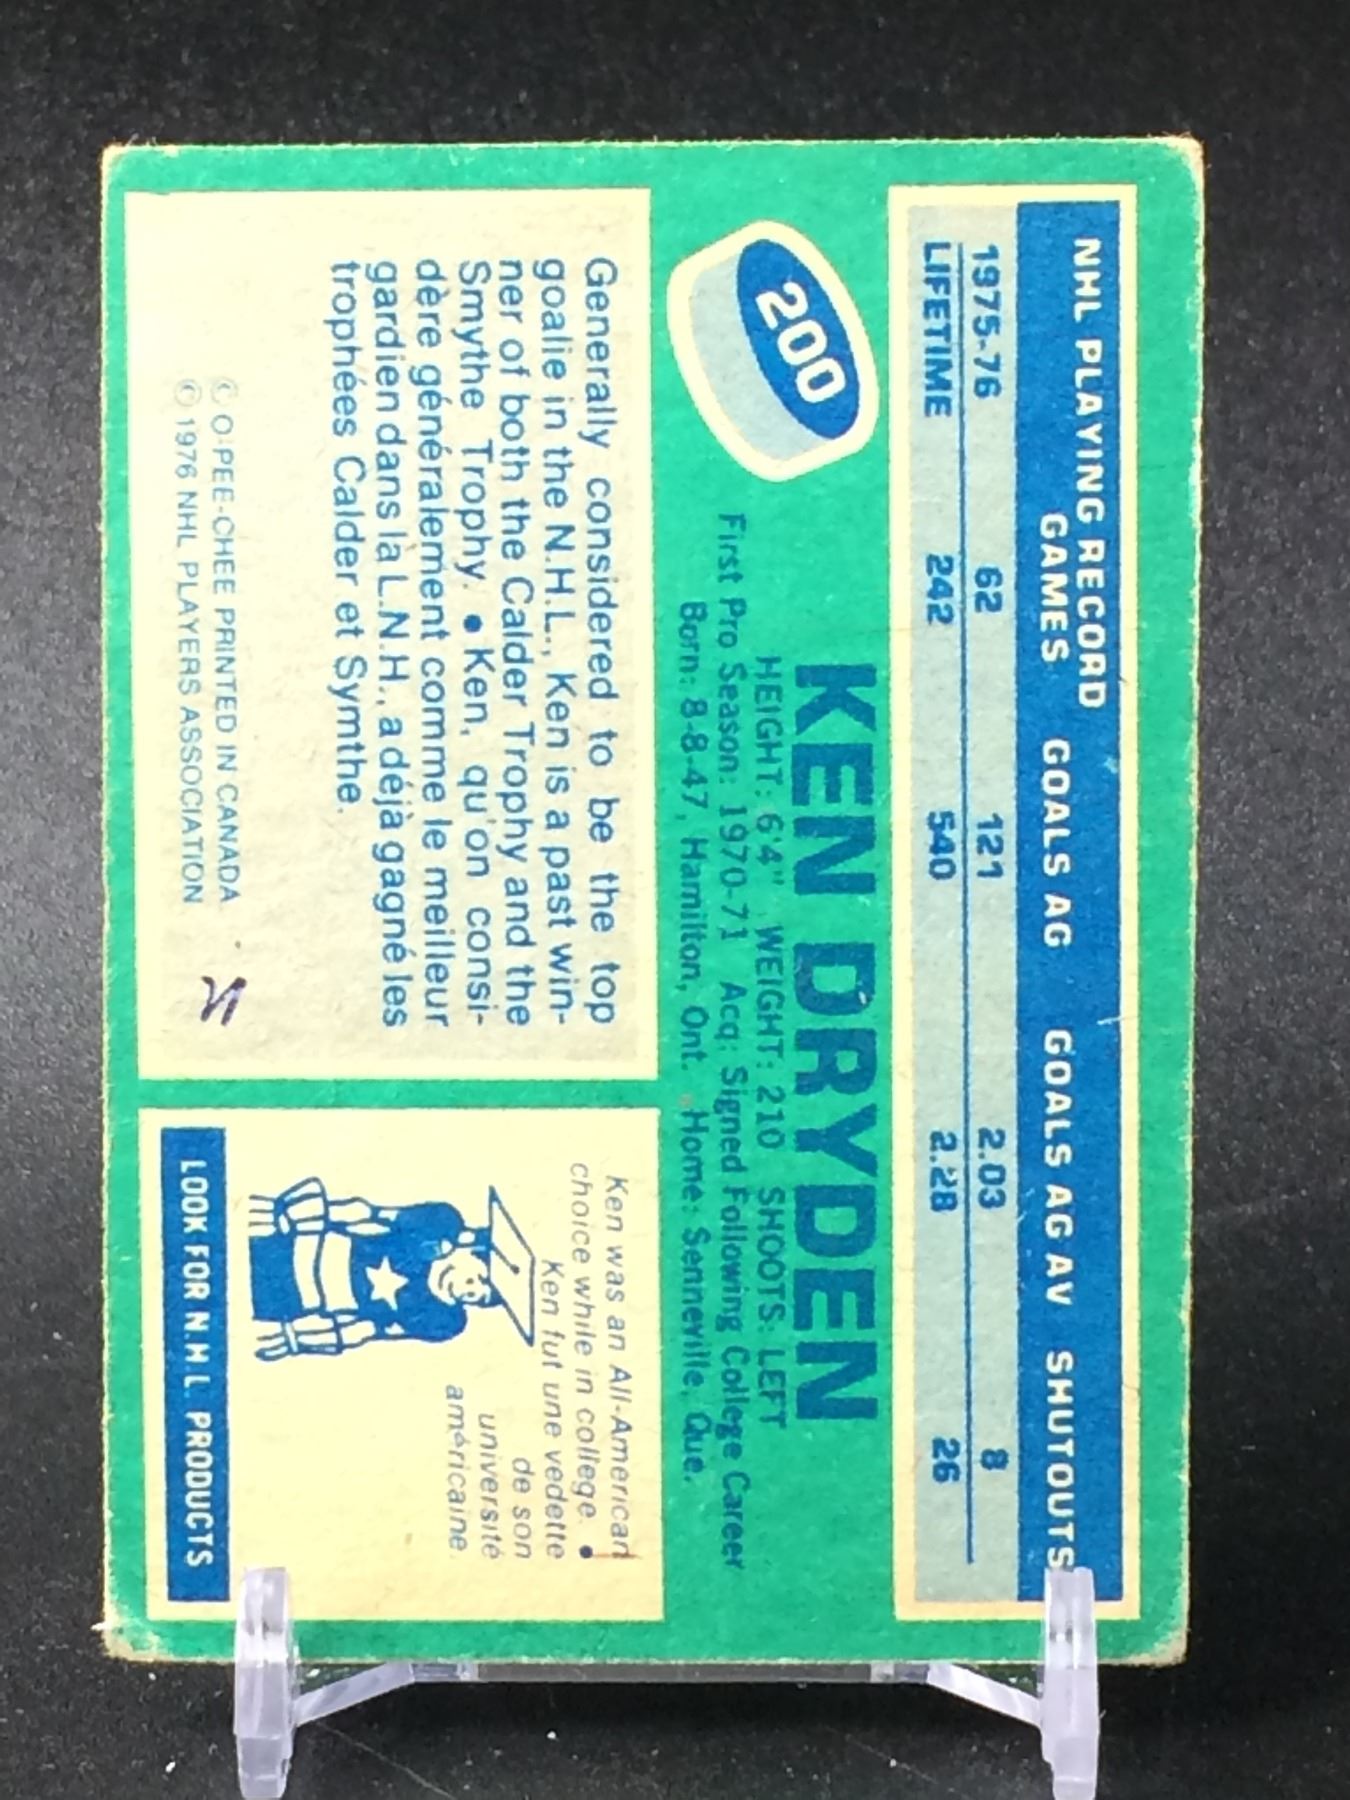 NHL PLAYING RECORD
GAMES GOALS AG GOALS AG AV SHUTOUTS
1975-76 62 121 2.03 8
LIFETIME 242 540 2.28 26
200
KEN DRYDEN
HEIGHT: 6'4" WEIGHT: 210 SHOOTS: LEFT
First Pro Season: 1970-71 Acq: Signed Following College Career
Born: 8-8-47, Hamilton, Ont. Home: Senneville, Que.
Generally considered to be the top
goalie in the N.H.L., Ken is a past win-
ner of both the Calder Trophy and the
Smythe Trophy. • Ken, qu'on consi-
dère généralement comme le meilleur
gardien dans la L.N.H., a déjà gagné les
trophées Calder et Symthe.
© O-PEE-CHEE PRINTED IN CANADA
© 1976 NHL PLAYERS ASSOCIATION
Ken was an All-American
choice while in college. •
Ken fut une vedette
de son
université
américaine.
LOOK FOR N.H.L. PRODUCTS